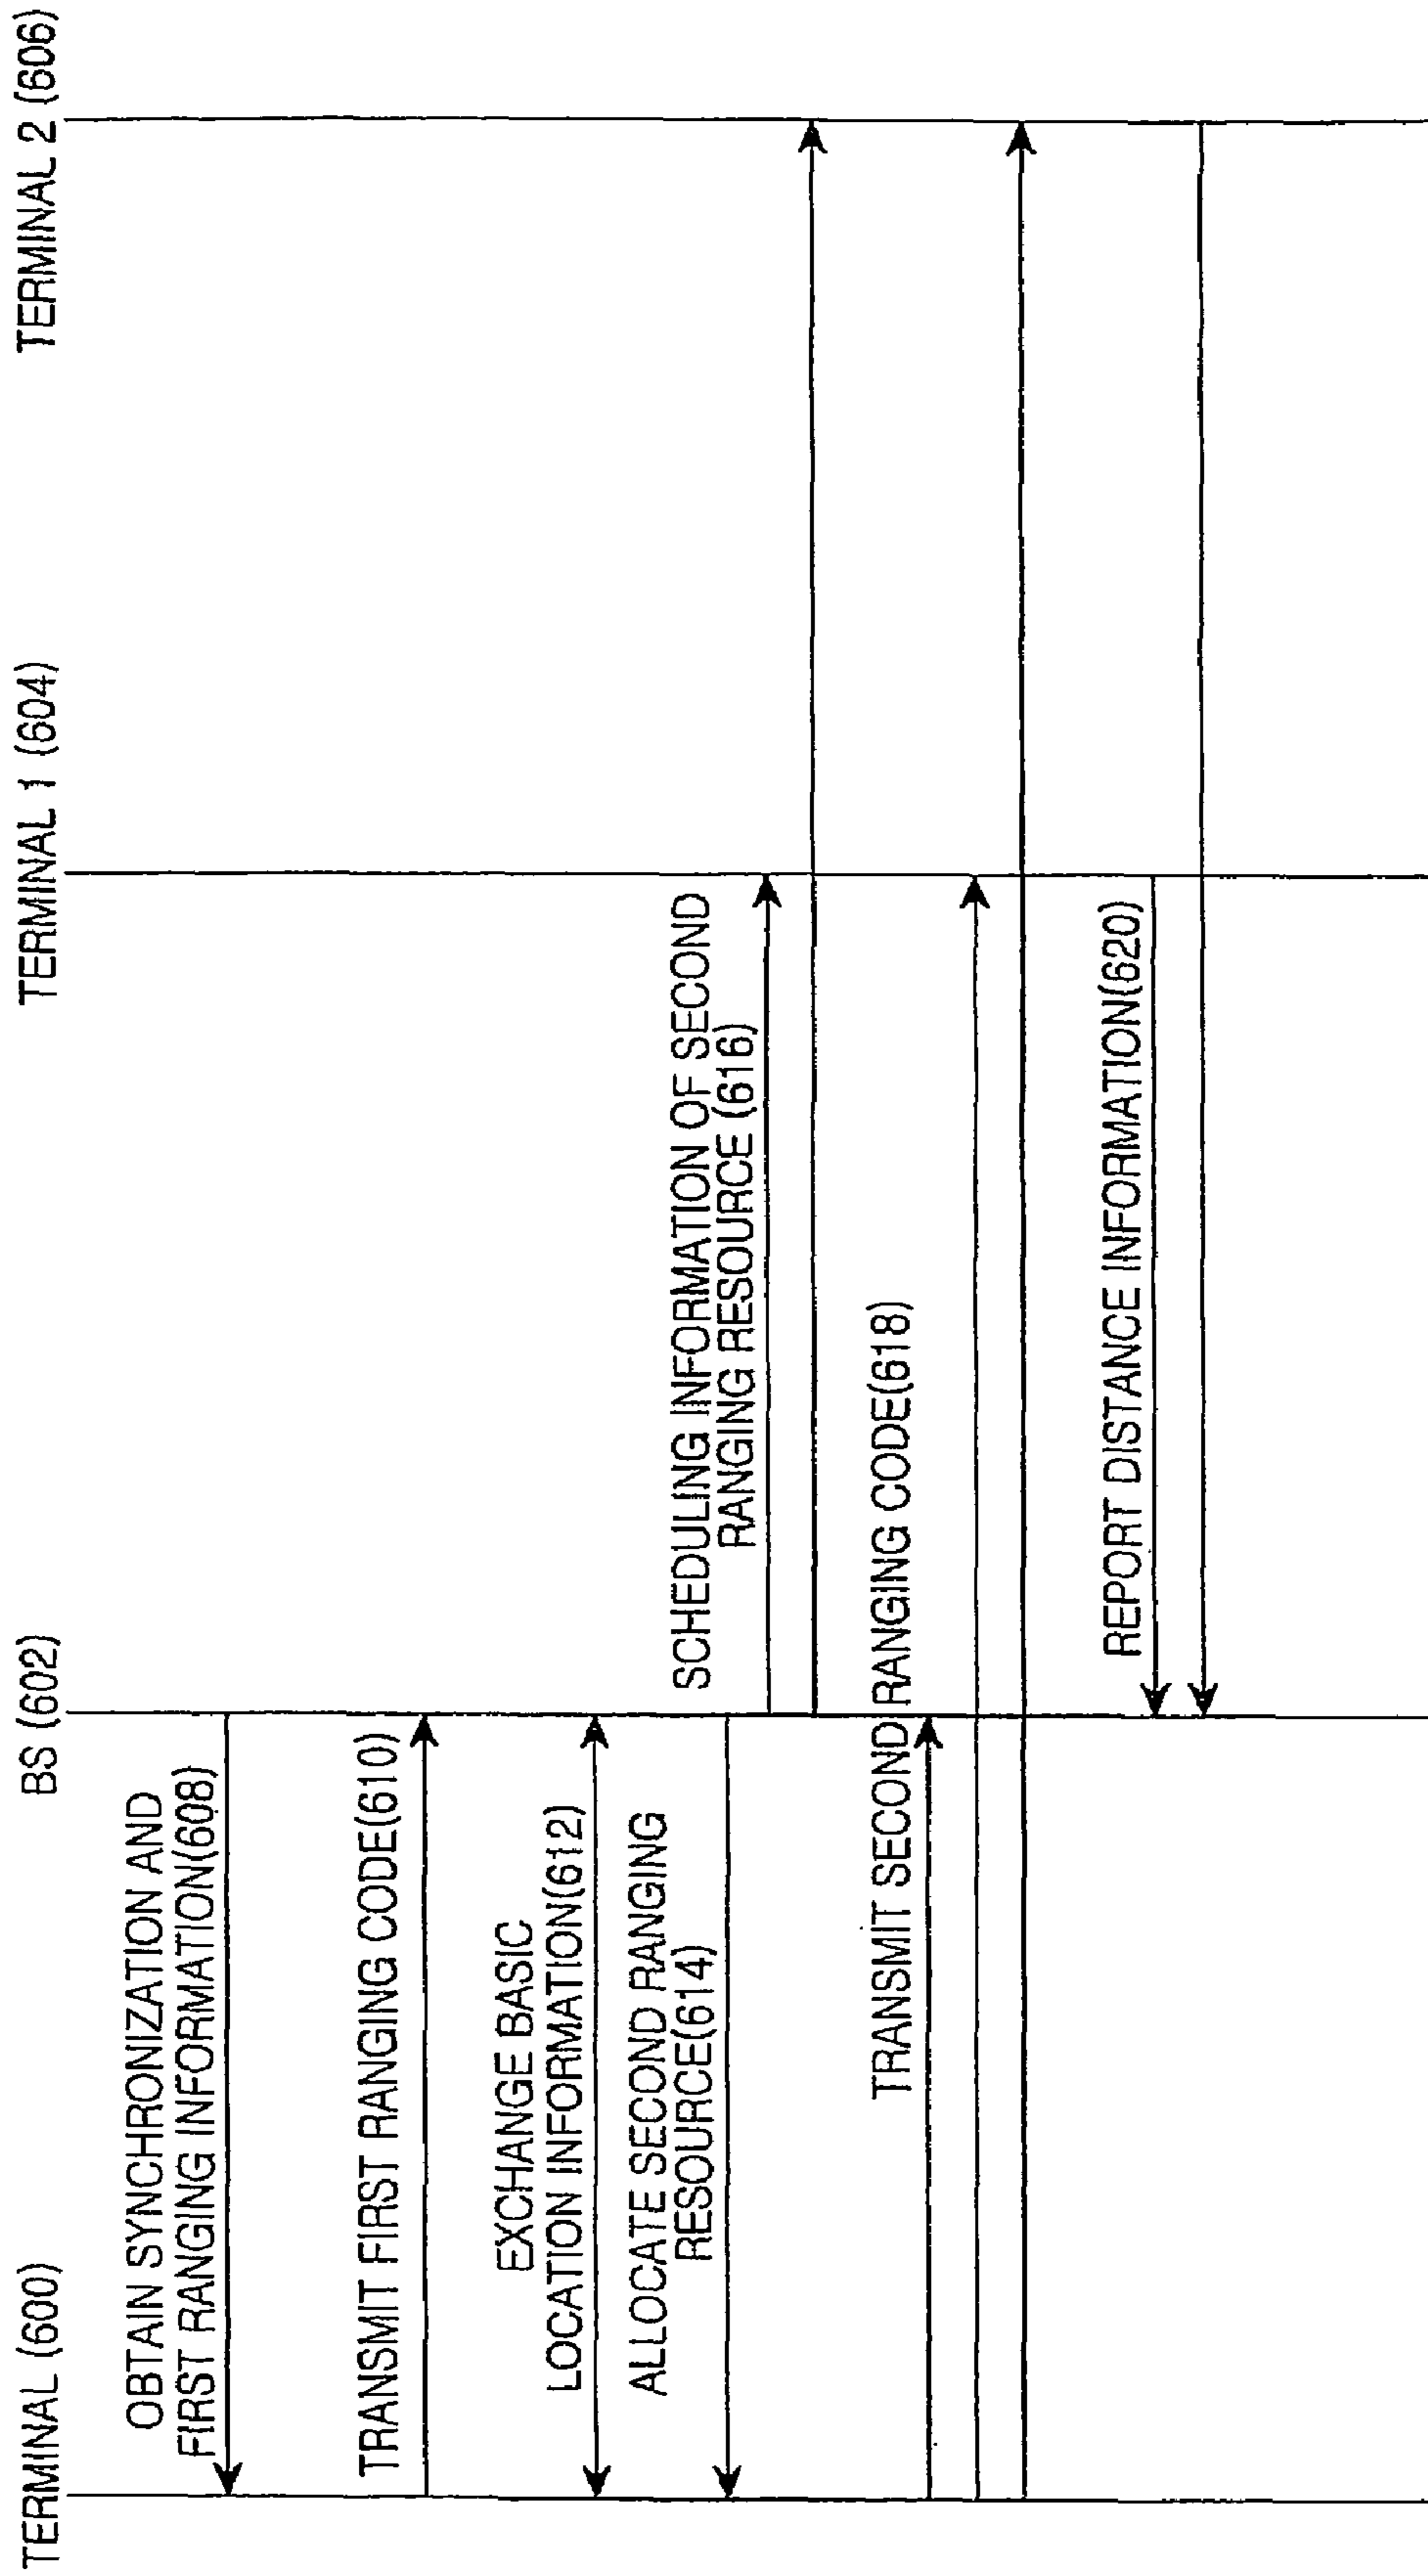 TERMINAL (600)
BS (602)
TERMINAL 1 (604)
TERMINAL 2 (606)
OBTAIN SYNCHRONIZATION AND
FIRST RANGING INFORMATION(608)
TRANSMIT FIRST RANGING CODE(610)
EXCHANGE BASIC
LOCATION INFORMATION(612)
ALLOCATE SECOND RANGING
RESOURCE(614)
SCHEDULING INFORMATION OF SECOND
RANGING RESOURCE (616)
TRANSMIT SECOND RANGING CODE(618)
REPORT DISTANCE INFORMATION(620)